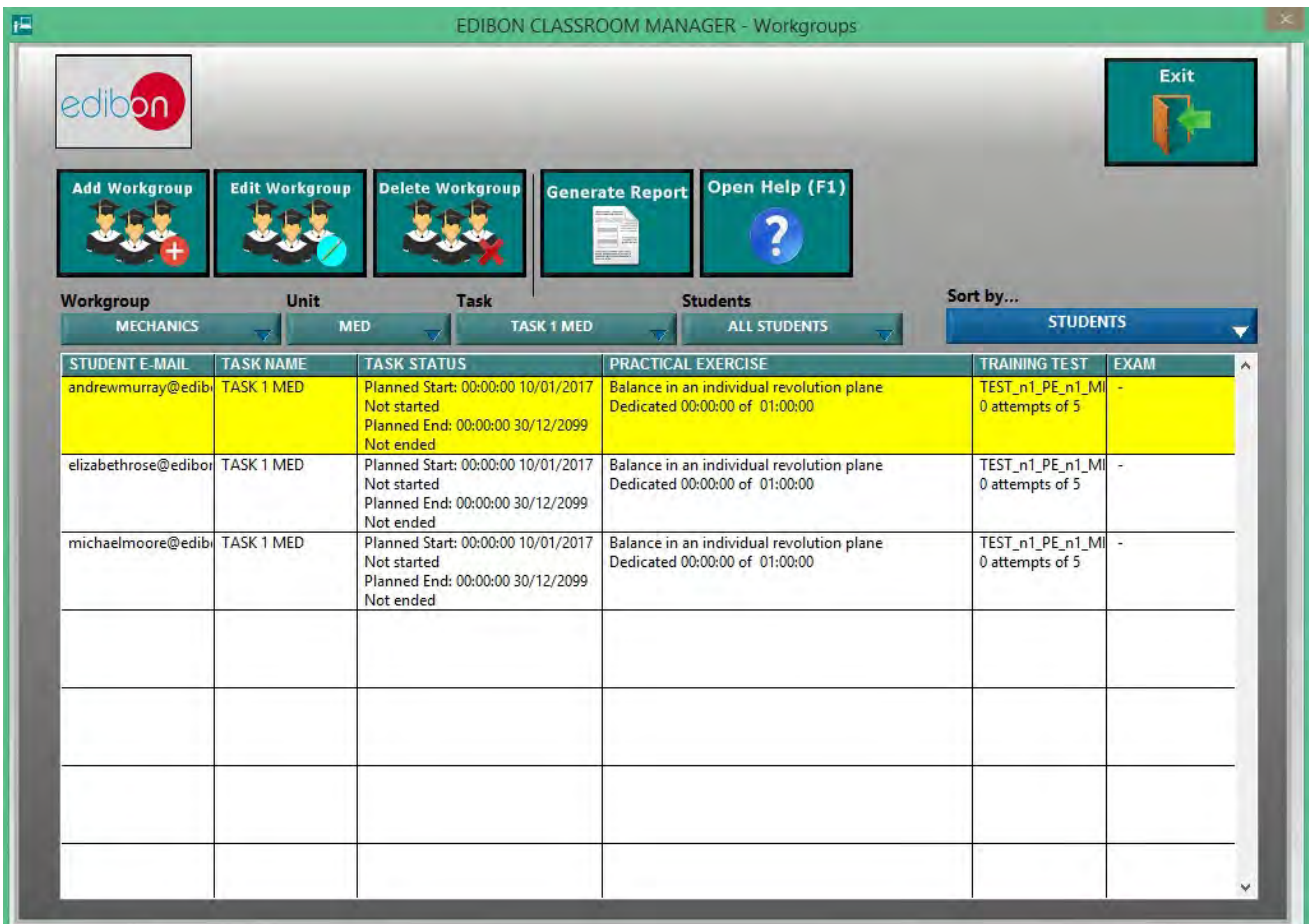 EDIBON CLASSROOM MANAGER - Workgroups
edibon
Exit
Add Workgroup
Edit Workgroup
Delete Workgroup
Generate Report
Open Help (F1)
Workgroup Unit Task Students Sort by...
MECHANICS MED TASK 1 MED ALL STUDENTS STUDENTS
STUDENT E-MAIL TASK NAME TASK STATUS PRACTICAL EXERCISE TRAINING TEST EXAM
andrewmurray@edib TASK 1 MED Planned Start: 00:00:00 10/01/2017 Balance in an individual revolution plane TEST_n1_PE_n1_MI -
Not started Dedicated 00:00:00 of 01:00:00 0 attempts of 5
Planned End: 00:00:00 30/12/2099
Not ended
elizabethrose@edibor TASK 1 MED Planned Start: 00:00:00 10/01/2017 Balance in an individual revolution plane TEST_n1_PE_n1_MI -
Not started Dedicated 00:00:00 of 01:00:00 0 attempts of 5
Planned End: 00:00:00 30/12/2099
Not ended
michaelmoore@edib TASK 1 MED Planned Start: 00:00:00 10/01/2017 Balance in an individual revolution plane TEST_n1_PE_n1_MI -
Not started Dedicated 00:00:00 of 01:00:00 0 attempts of 5
Planned End: 00:00:00 30/12/2099
Not ended